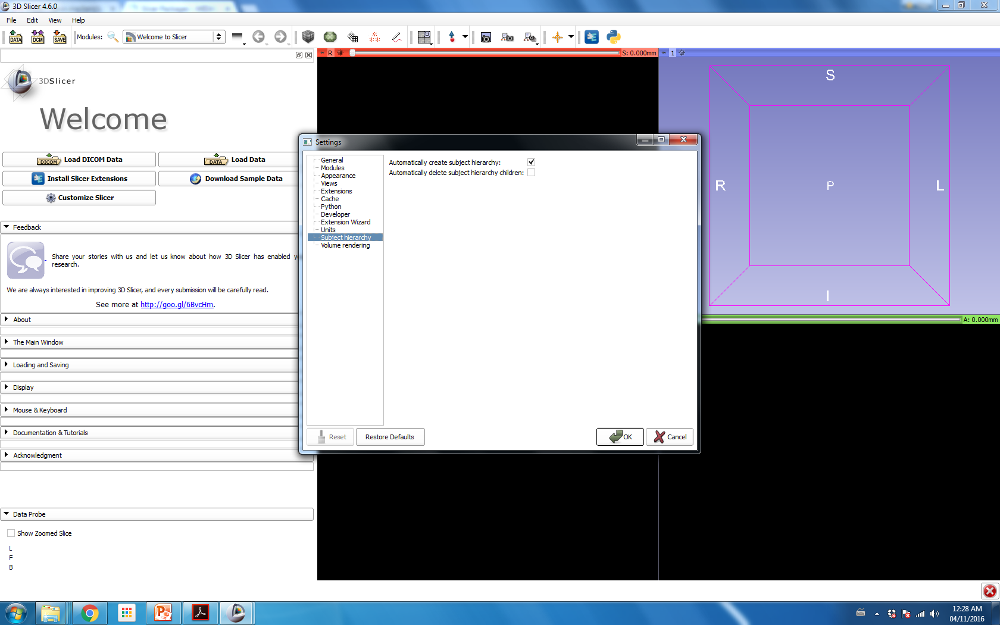 3D Slicer 4.6.0
File Edit View Help
DATA DCM SAVE Modules: Welcome to Slicer
R S: 0.000mm 1
3DSlicer
Welcome
DICOM Load DICOM Data DATA Load Data
Install Slicer Extensions Download Sample Data
Customize Slicer
Feedback
Share your stories with us and let us know about how 3D Slicer has enabled
research.
We are always interested in improving 3D Slicer, and every submission will be carefully read.
See more at http://goo.gl/6BvcHm.
About
The Main Window
Loading and Saving
Display
Mouse & Keyboard
Documentation & Tutorials
Acknowledgment
Data Probe
Show Zoomed Slice
L
F
B
Settings
General
Modules
Appearance
Views
Extensions
Cache
Python
Developer
Extension Wizard
Units
Subject hierarchy
Volume rendering
Automatically create subject hierarchy:
Automatically delete subject hierarchy children:
Reset Restore Defaults OK Cancel
S
R P L
I
A: 0.000mm
12:28 AM
04/11/2016